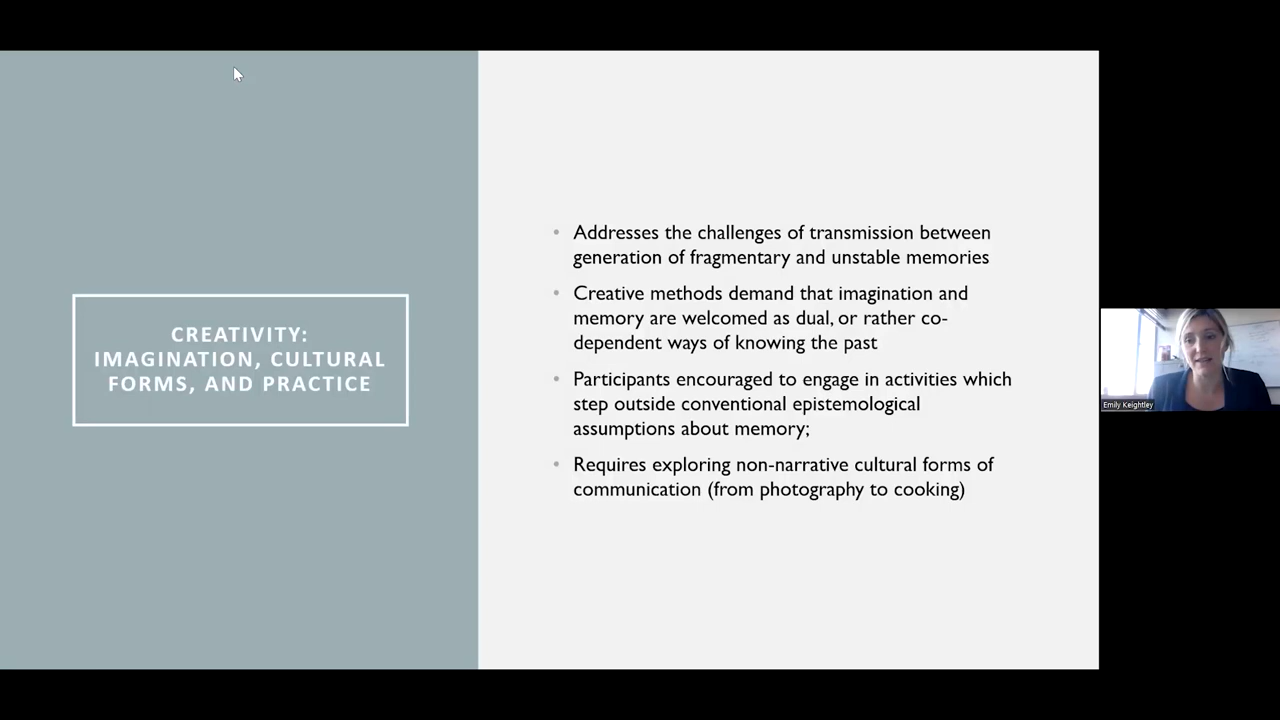 CREATIVITY:
IMAGINATION, CULTURAL
FORMS, AND PRACTICE
Addresses the challenges of transmission between
generation of fragmentary and unstable memories
Creative methods demand that imagination and
memory are welcomed as dual, or rather co-
dependent ways of knowing the past
Participants encouraged to engage in activities which
step outside conventional epistemological
assumptions about memory;
Requires exploring non-narrative cultural forms of
communication (from photography to cooking)
Emily Keightley